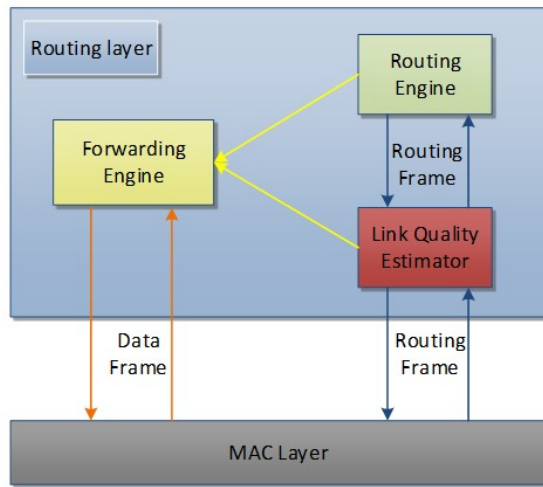 Routing layer
Routing
Engine
Forwarding
Engine
Routing
Frame
Link Quality
Estimator
Data
Frame
Routing
Frame
MAC Layer